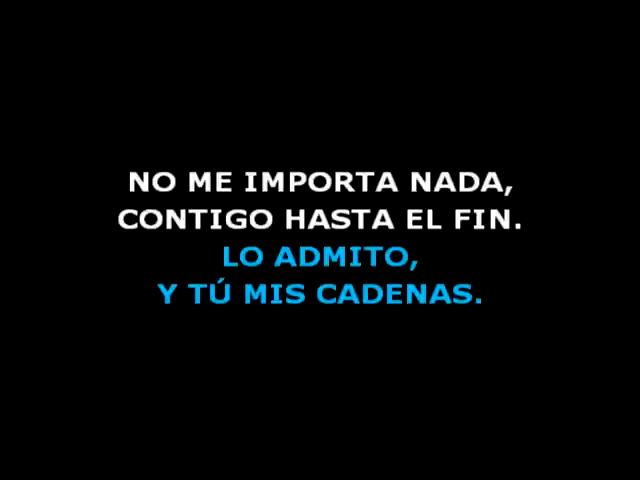 NO ME IMPORTA NADA,
CONTIGO HASTA EL FIN.
LO ADMITO,
Y TÚ MIS CADENAS.